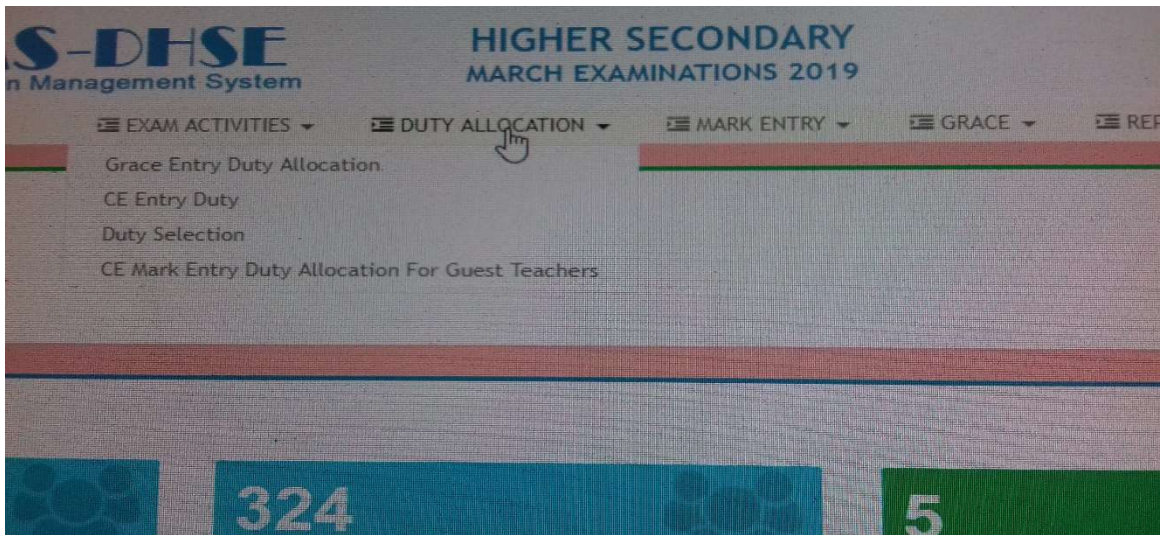 S-DHSE
n Management System
HIGHER SECONDARY
MARCH EXAMINATIONS 2019
EXAM ACTIVITIES
DUTY ALLOCATION
MARK ENTRY
GRACE
REP
Grace Entry Duty Allocation
CE Entry Duty
Duty Selection
CE Mark Entry Duty Allocation For Guest Teachers
324
5